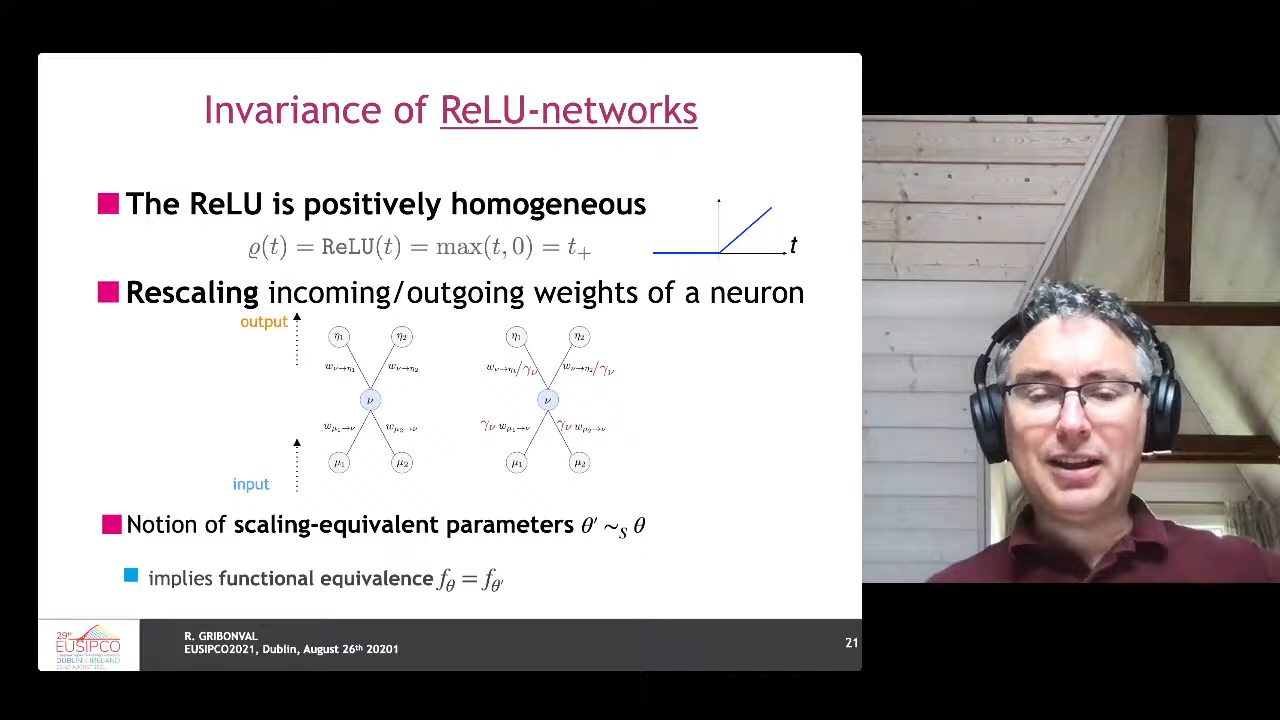 Invariance of ReLU-networks
The ReLU is positively homogeneous
ϱ(t) = ReLU(t) = max(t, 0) = t₊
t
Rescaling incoming/outgoing weights of a neuron
output
η₁ η₂ η₁ η₂
w_{ν→η₁} w_{ν→η₂} w_{ν→η₁}/γ_ν w_{ν→η₂}/γ_ν
ν ν
w_{μ₁→ν} w_{μ₂→ν} γ_ν w_{μ₁→ν} γ_ν w_{μ₂→ν}
μ₁ μ₂ μ₁ μ₂
input
Notion of scaling-equivalent parameters θ′ ∼_S θ
implies functional equivalence f_θ = f_θ′
29th
EUSIPCO
DUBLIN IRELAND
R. GRIBONVAL
EUSIPCO2021, Dublin, August 26th 20201
21